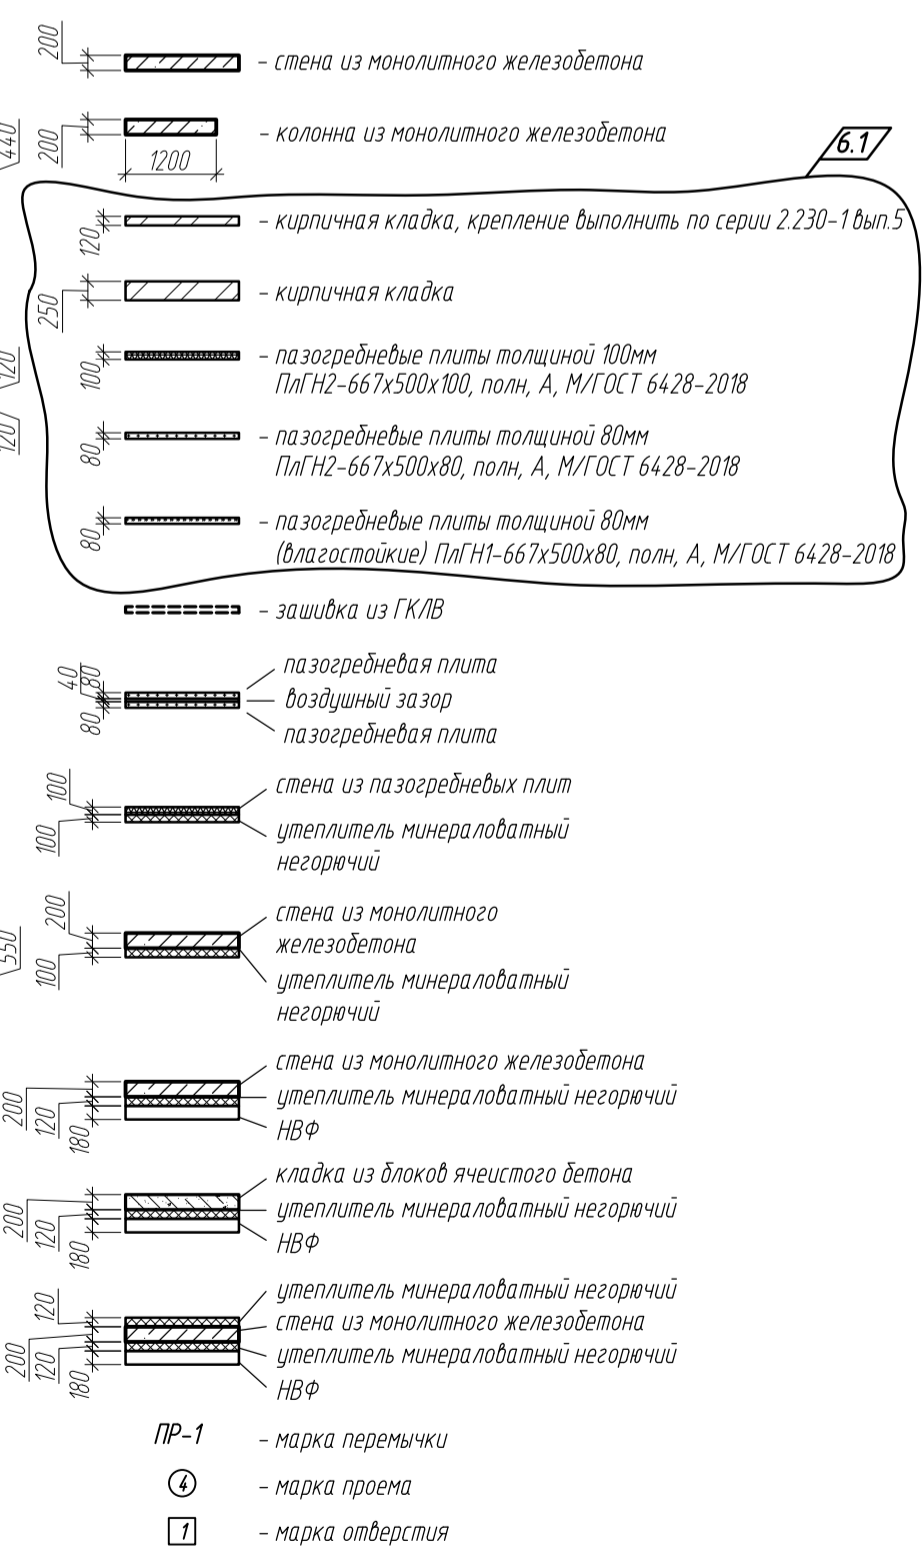 200
– стена из монолитного железобетона
440
200
– колонна из монолитного железобетона
1200
6.1
120
– кирпичная кладка, крепление выполнить по серии 2.230-1 вып.5
250
– кирпичная кладка
120
120
100
– пазогребневые плиты толщиной 100мм
ПлГН2-667х500х100, полн, А, М/ГОСТ 6428-2018
80
– пазогребневые плиты толщиной 80мм
ПлГН2-667х500х80, полн, А, М/ГОСТ 6428-2018
80
– пазогребневые плиты толщиной 80мм
(влагостойкие) ПлГН1-667х500х80, полн, А, М/ГОСТ 6428-2018
– зашивка из ГКЛВ
40
80
80
пазогребневая плита
воздушный зазор
пазогребневая плита
100
100
стена из пазогребневых плит
утеплитель минераловатный
негорючий
550
200
100
стена из монолитного
железобетона
утеплитель минераловатный
негорючий
200
120
180
стена из монолитного железобетона
утеплитель минераловатный негорючий
НВФ
200
120
180
кладка из блоков ячеистого бетона
утеплитель минераловатный негорючий
НВФ
120
200
120
180
утеплитель минераловатный негорючий
стена из монолитного железобетона
утеплитель минераловатный негорючий
НВФ
ПР-1 – марка перемычки
4 – марка проема
1 – марка отверстия